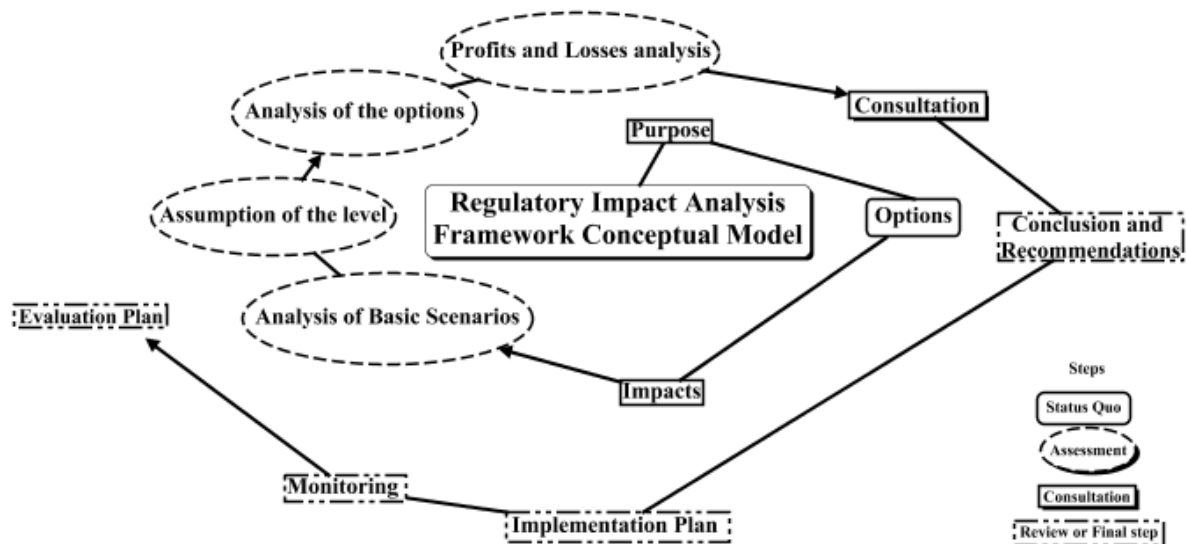 Profits and Losses analysis
Analysis of the options
Consultation
Purpose
Assumption of the level
Regulatory Impact Analysis
Framework Conceptual Model
Options
Conclusion and
Recommendations
Evaluation Plan
Analysis of Basic Scenarios
Impacts
Monitoring
Implementation Plan
Steps
Status Quo
Assessment
Consultation
Review or Final step